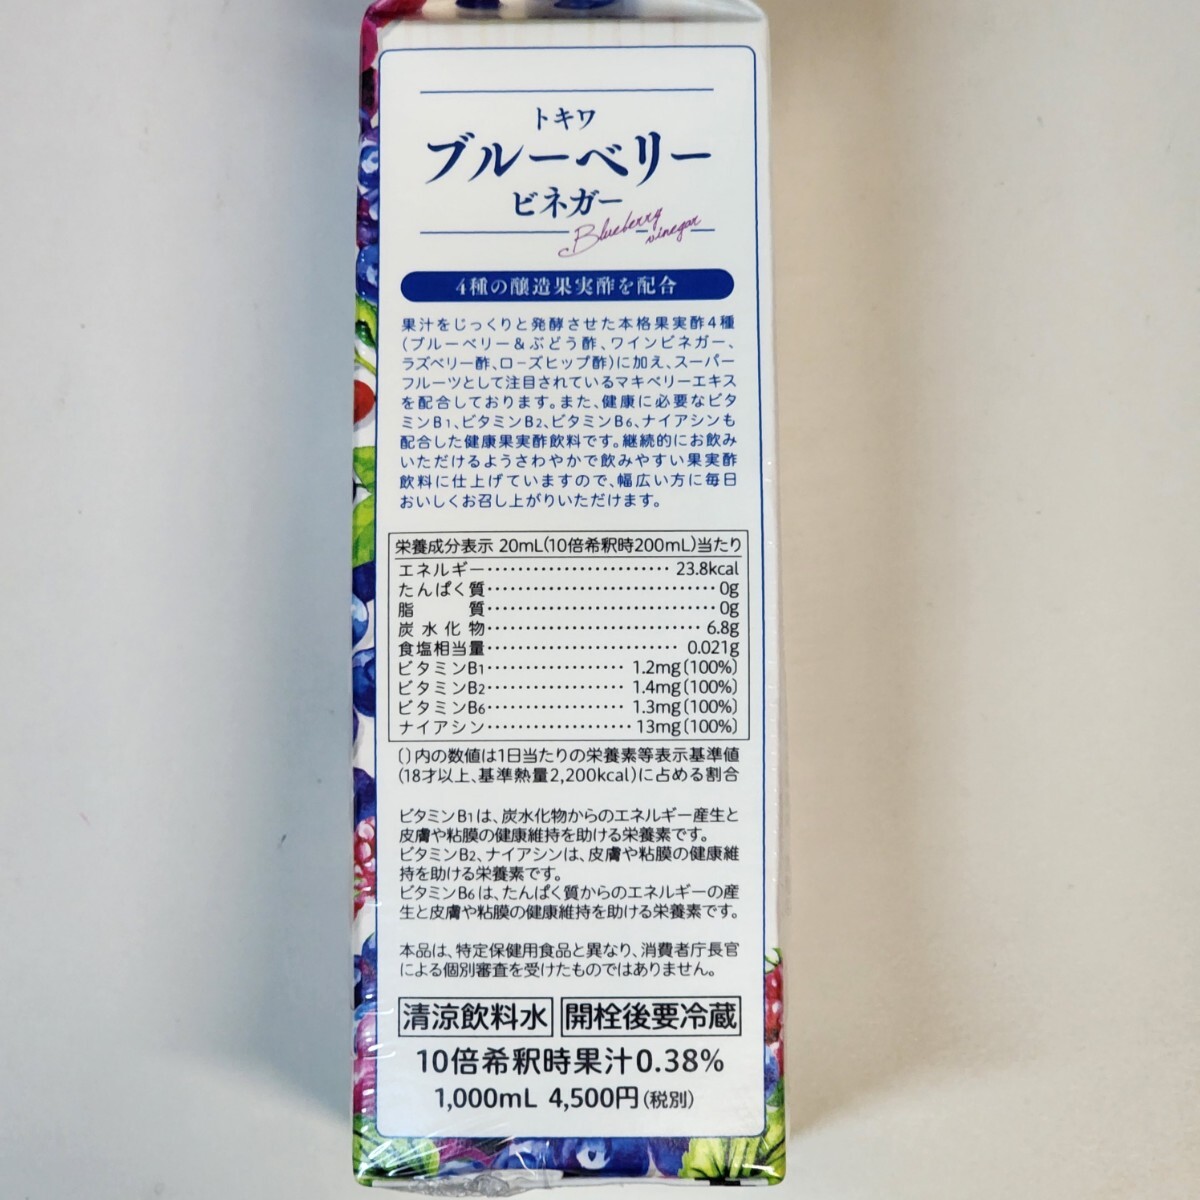 トキワ
ブルーベリー
ビネガー
Blueberry
vinegar
4種の醸造果実酢を配合
果汁をじっくりと発酵させた本格果実酢4種
(ブルーベリー＆ぶどう酢、ワインビネガー、
ラズベリー酢、ローズヒップ酢)に加え、スーパー
フルーツとして注目されているマキベリーエキス
を配合しております。また、健康に必要なビタ
ミンB1、ビタミンB2、ビタミンB6、ナイアシンも
配合した健康果実酢飲料です。継続的にお飲み
いただけるようさわやかで飲みやすい果実酢
飲料に仕上げていますので、幅広い方に毎日
おいしくお召し上がりいただけます。
栄養成分表示 20mL(10倍希釈時200mL)当たり
エネルギー························23.8kcal
たんぱく質······························0g
脂　　質······························0g
炭水化物····························6.8g
食塩相当量·························0.021g
ビタミンB1··················1.2mg〔100%〕
ビタミンB2··················1.4mg〔100%〕
ビタミンB6··················1.3mg〔100%〕
ナイアシン··················13mg〔100%〕
〔〕内の数値は1日当たりの栄養素等表示基準値
(18才以上、基準熱量2,200kcal)に占める割合
ビタミンB1は、炭水化物からのエネルギー産生と
皮膚や粘膜の健康維持を助ける栄養素です。
ビタミンB2、ナイアシンは、皮膚や粘膜の健康維
持を助ける栄養素です。
ビタミンB6は、たんぱく質からのエネルギーの産
生と皮膚や粘膜の健康維持を助ける栄養素です。
本品は、特定保健用食品と異なり、消費者庁長官
による個別審査を受けたものではありません。
清涼飲料水 開栓後要冷蔵
10倍希釈時果汁0.38%
1,000mL 4,500円(税別)